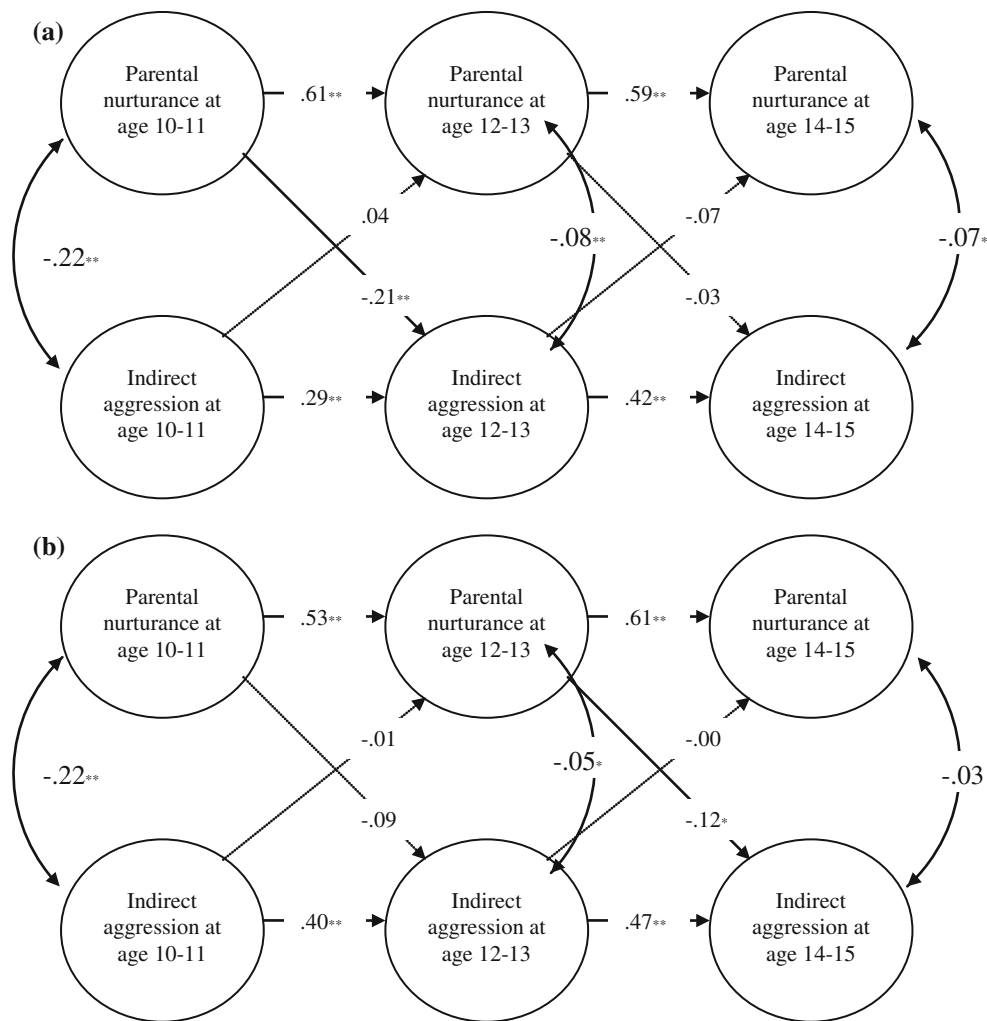 (a)
Parental
nurturance at
age 10-11
.61**
Parental
nurturance at
age 12-13
.59**
Parental
nurturance at
age 14-15
-.22**
.04
-.21**
-.08**
-.07
-.03
-.07*
Indirect
aggression at
age 10-11
.29**
Indirect
aggression at
age 12-13
.42**
Indirect
aggression at
age 14-15
(b)
Parental
nurturance at
age 10-11
.53**
Parental
nurturance at
age 12-13
.61**
Parental
nurturance at
age 14-15
-.22**
-.01
-.09
-.05*
-.00
-.12*
-.03
Indirect
aggression at
age 10-11
.40**
Indirect
aggression at
age 12-13
.47**
Indirect
aggression at
age 14-15